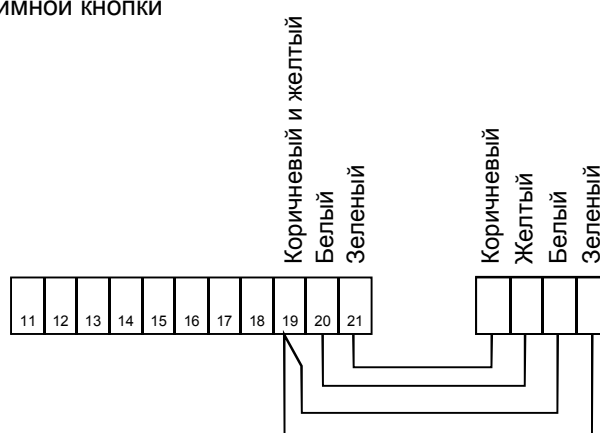 имной кнопки
Коричневый и желтый
Белый
Зеленый
Коричневый
Желтый
Белый
Зеленый
11 12 13 14 15 16 17 18 19 20 21